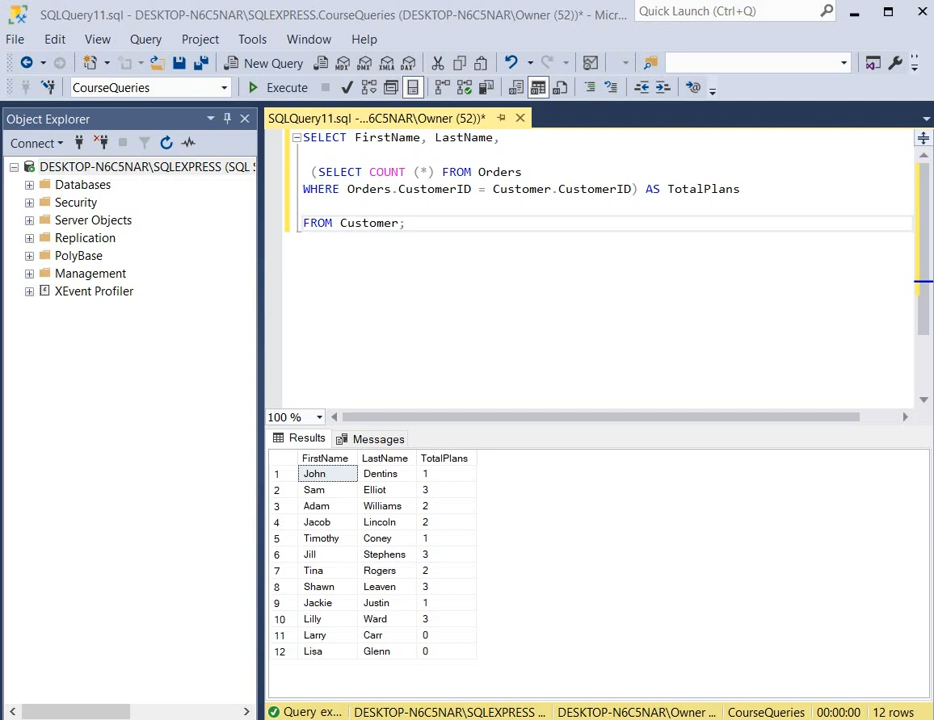 SQLQuery11.sql - DESKTOP-N6C5NAR\SQLEXPRESS.CourseQueries (DESKTOP-N6C5NAR\Owner (52))* - Micr...
Quick Launch (Ctrl+Q)
File Edit View Query Project Tools Window Help
New Query MDX DMX XMLA DAX
CourseQueries Execute
Object Explorer
SQLQuery11.sql -...6C5NAR\Owner (52))*
Connect
DESKTOP-N6C5NAR\SQLEXPRESS (SQL S
Databases
Security
Server Objects
Replication
PolyBase
Management
XEvent Profiler
SELECT FirstName, LastName,
(SELECT COUNT (*) FROM Orders
WHERE Orders.CustomerID = Customer.CustomerID) AS TotalPlans
FROM Customer;
100 %
Results Messages
FirstName LastName TotalPlans
1 John Dentins 1
2 Sam Elliot 3
3 Adam Williams 2
4 Jacob Lincoln 2
5 Timothy Coney 1
6 Jill Stephens 3
7 Tina Rogers 2
8 Shawn Leaven 3
9 Jackie Justin 1
10 Lilly Ward 3
11 Larry Carr 0
12 Lisa Glenn 0
Query ex... DESKTOP-N6C5NAR\SQLEXPRESS ... DESKTOP-N6C5NAR\Owner ... CourseQueries 00:00:00 12 rows